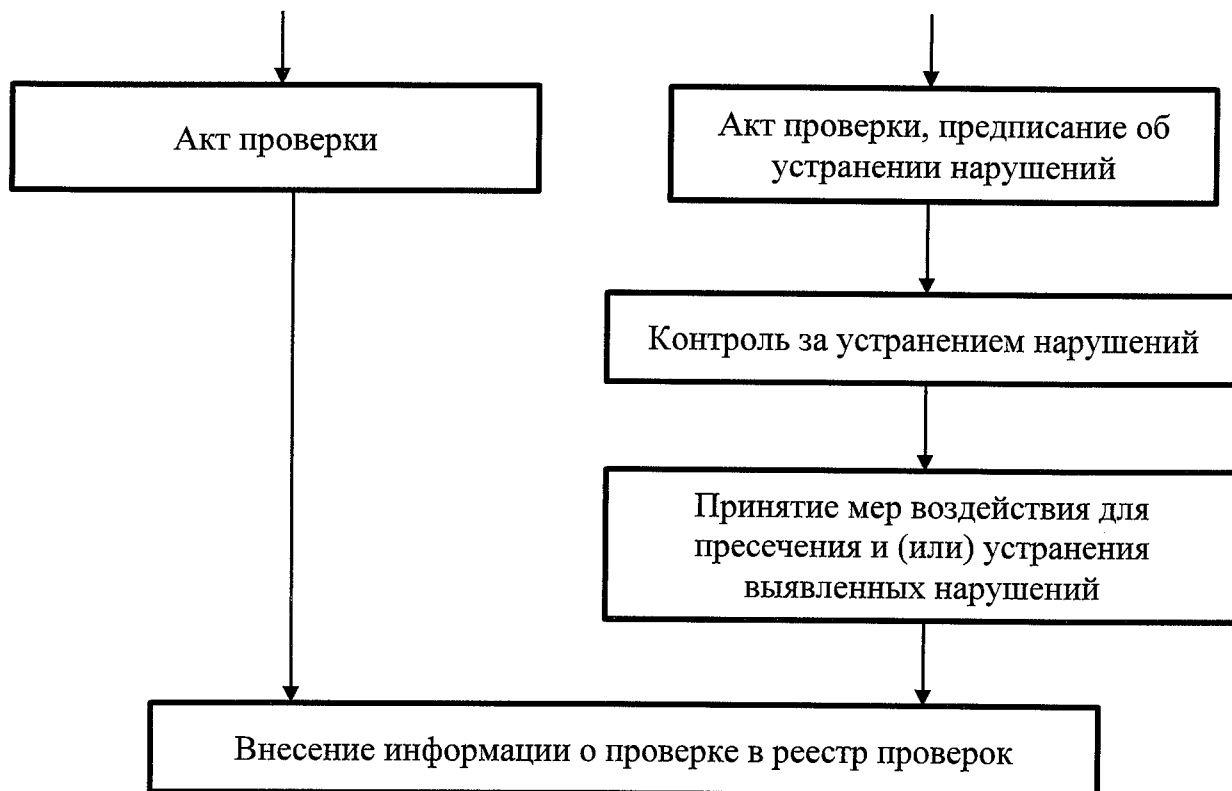 Акт проверки
Акт проверки, предписание об
устранении нарушений
Контроль за устранением нарушений
Принятие мер воздействия для
пресечения и (или) устранения
выявленных нарушений
Внесение информации о проверке в реестр проверок